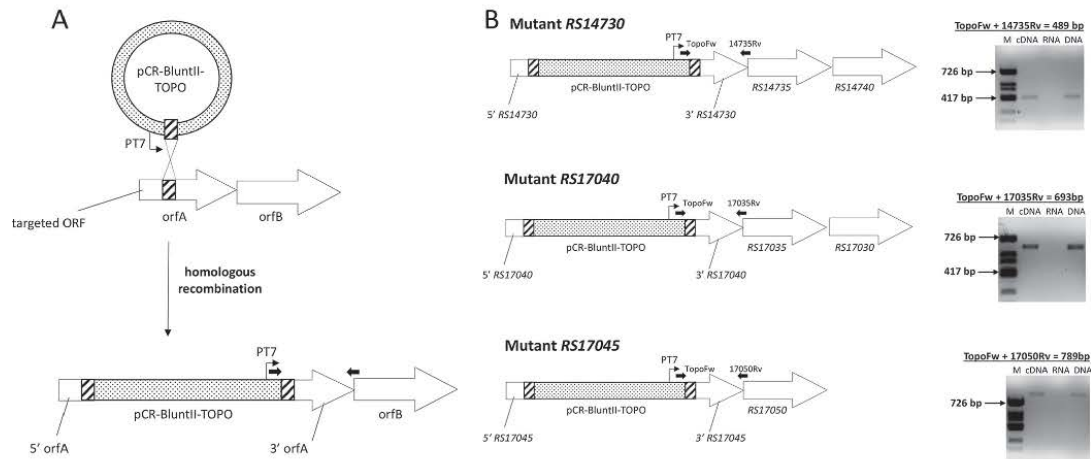 A
pCR-BluntII-
TOPO
PT7
targeted ORF
orfA
orfB
homologous
recombination
PT7
pCR-BluntII-TOPO
orfB
5' orfA
3' orfA
B
Mutant RS14730
PT7
TopoFw
14735Rv
pCR-BluntII-TOPO
RS14735
RS14740
5' RS14730
3' RS14730
TopoFw + 14735Rv = 489 bp
M cDNA RNA DNA
726 bp
417 bp
Mutant RS17040
PT7
TopoFw
17035Rv
pCR-BluntII-TOPO
RS17035
RS17030
5' RS17040
3' RS17040
TopoFw + 17035Rv = 693bp
M cDNA RNA DNA
726 bp
417 bp
Mutant RS17045
PT7
TopoFw
17050Rv
pCR-BluntII-TOPO
RS17050
5' RS17045
3' RS17045
TopoFw + 17050Rv = 789bp
M cDNA RNA DNA
726 bp